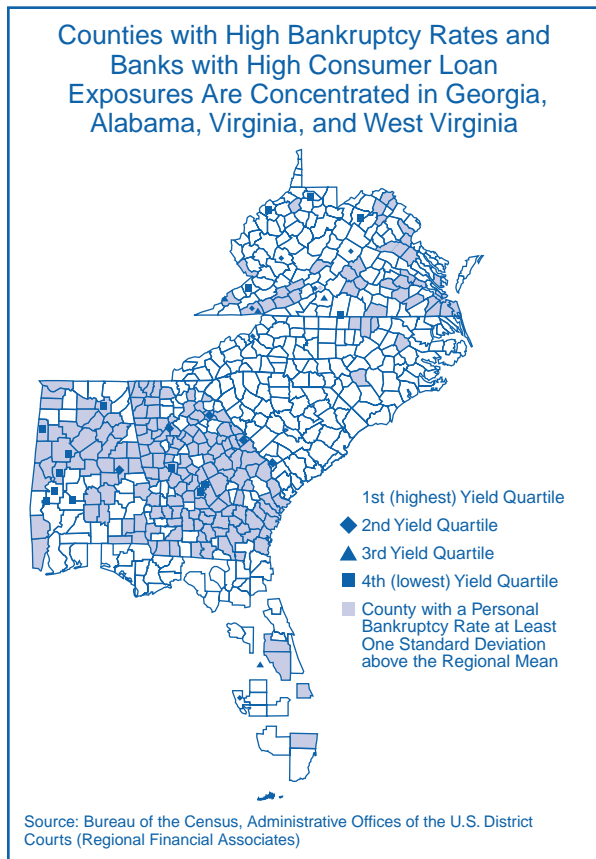 Counties with High Bankruptcy Rates and
Banks with High Consumer Loan
Exposures Are Concentrated in Georgia,
Alabama, Virginia, and West Virginia
1st (highest) Yield Quartile
2nd Yield Quartile
3rd Yield Quartile
4th (lowest) Yield Quartile
County with a Personal
Bankruptcy Rate at Least
One Standard Deviation
above the Regional Mean
Source: Bureau of the Census, Administrative Offices of the U.S. District
Courts (Regional Financial Associates)